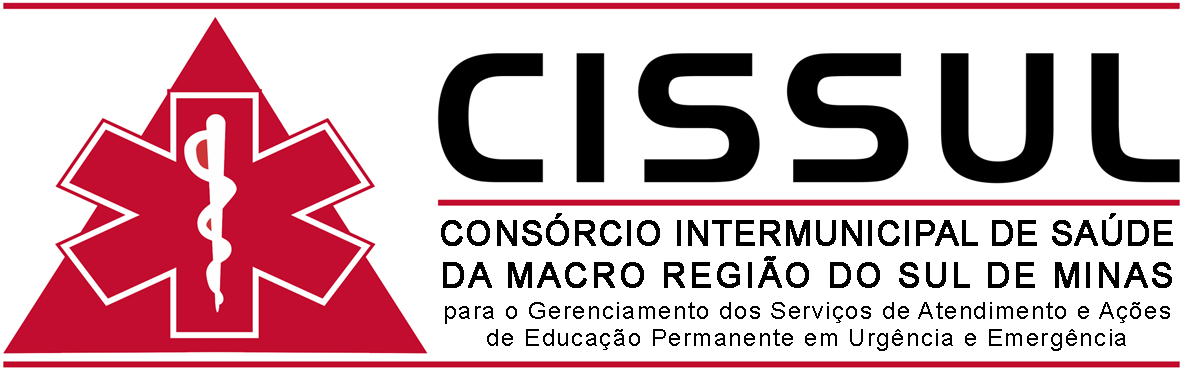 CISSUL
CONSÓRCIO INTERMUNICIPAL DE SAÚDE
DA MACRO REGIÃO DO SUL DE MINAS
para o Gerenciamento dos Serviços de Atendimento e Ações
de Educação Permanente em Urgência e Emergência